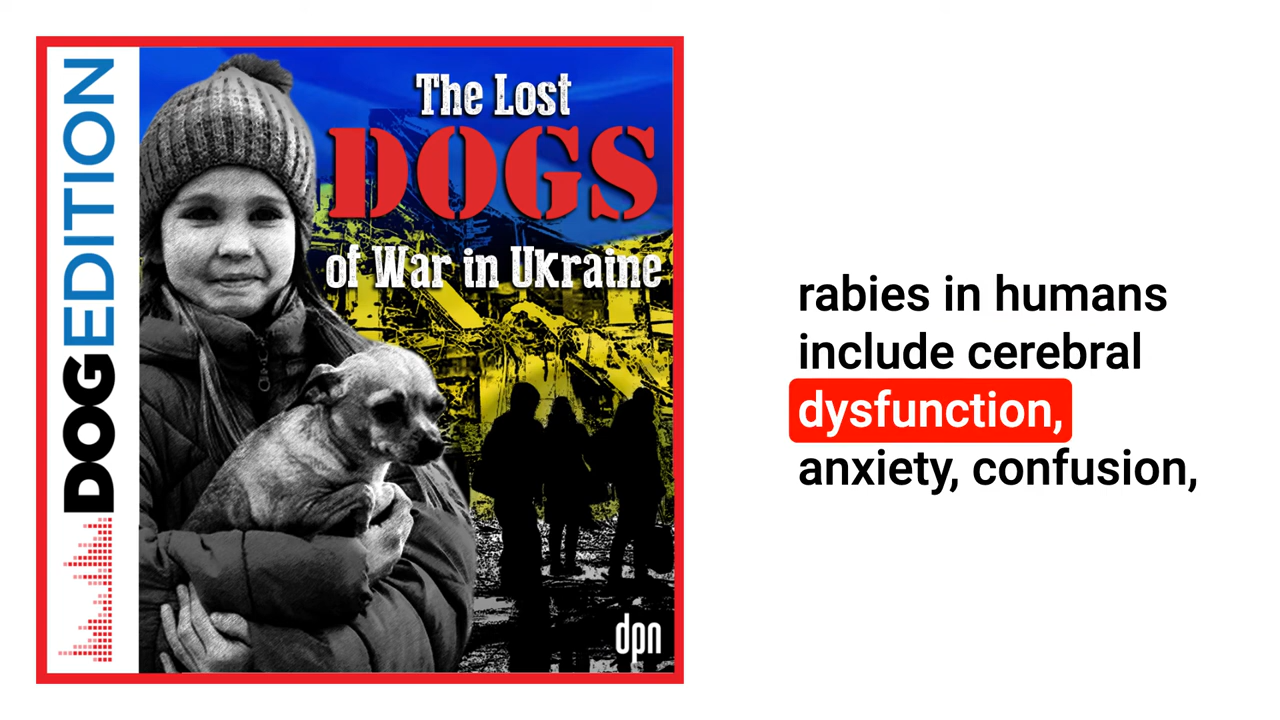 DOGEDITION
The Lost
DOGS
of War in Ukraine
dpn
rabies in humans
include cerebral
dysfunction,
anxiety, confusion,